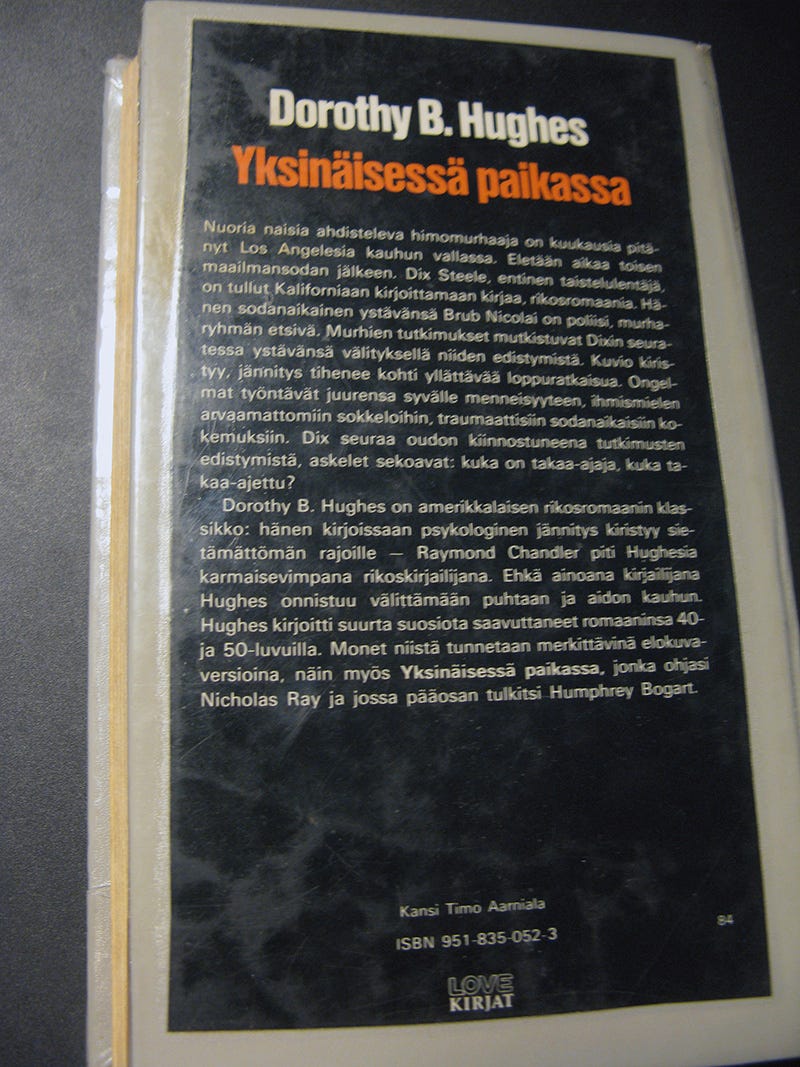 Dorothy B. Hughes
Yksinäisessä paikassa
Nuoria naisia ahdisteleva himomurhaaja on kuukausia pitä-
nyt Los Angelesia kauhun vallassa. Eletään aikaa toisen
maailmansodan jälkeen. Dix Steele, entinen taistelulentäjä,
on tullut Kaliforniaan kirjoittamaan kirjaa, rikosromaania. Hä-
nen sodanaikainen ystävänsä Brub Nicolai on poliisi, murha-
ryhmän etsivä. Murhien tutkimukset mutkistuvat Dixin seura-
tessa ystävänsä välityksellä niiden edistymistä. Kuvio kiris-
tyy, jännitys tihenee kohti yllättävää loppuratkaisua. Ongel-
mat työntävät juurensa syvälle menneisyyteen, ihmismielen
arvaamattomiin sokkeloihin, traumaattisiin sodanaikaisiin ko-
kemuksiin. Dix seuraa oudon kiinnostuneena tutkimusten
edistymistä, askelet sekoavat: kuka on takaa-ajaja, kuka ta-
kaa-ajettu?
Dorothy B. Hughes on amerikkalaisen rikosromaanin klas-
sikko: hänen kirjoissaan psykologinen jännitys kiristyy sie-
tämättömän rajoille – Raymond Chandler piti Hughesia
karmaisevimpana rikoskirjailijana. Ehkä ainoana kirjailijana
Hughes onnistuu välittämään puhtaan ja aidon kauhun.
Hughes kirjoitti suurta suosiota saavuttaneet romaaninsa 40-
ja 50-luvuilla. Monet niistä tunnetaan merkittävinä elokuva-
versioina, näin myös Yksinäisessä paikassa, jonka ohjasi
Nicholas Ray ja jossa pääosan tulkitsi Humphrey Bogart.
Kansi Timo Aarniala
84
ISBN 951-835-052-3
LOVE
KIRJAT